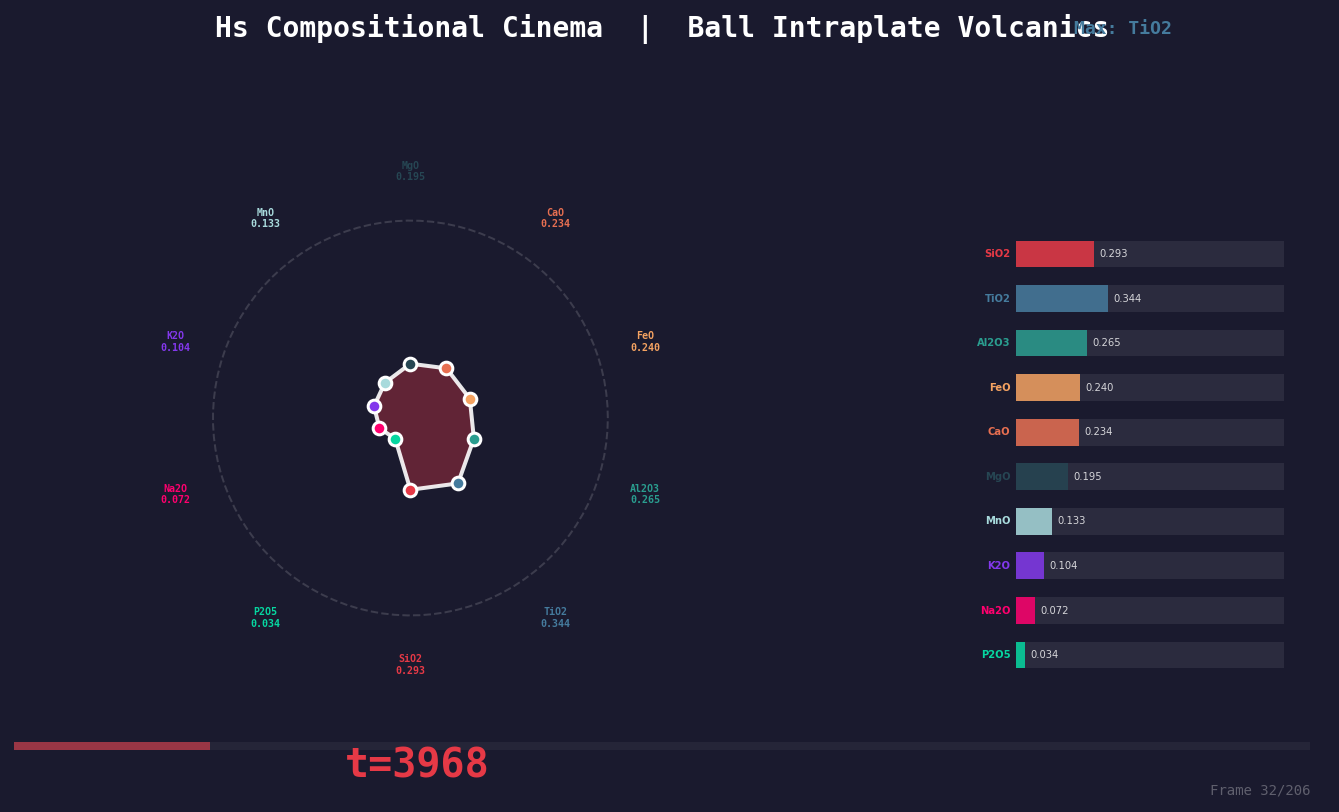 Hs Compositional Cinema | Ball Intraplate Volcanics
Max: TiO2
MgO
0.195
MnO
0.133
CaO
0.234
K2O
0.104
FeO
0.240
Na2O
0.072
Al2O3
0.265
P2O5
0.034
TiO2
0.344
SiO2
0.293
SiO2 0.293
TiO2 0.344
Al2O3 0.265
FeO 0.240
CaO 0.234
MgO 0.195
MnO 0.133
K2O 0.104
Na2O 0.072
P2O5 0.034
t=3968
Frame 32/206